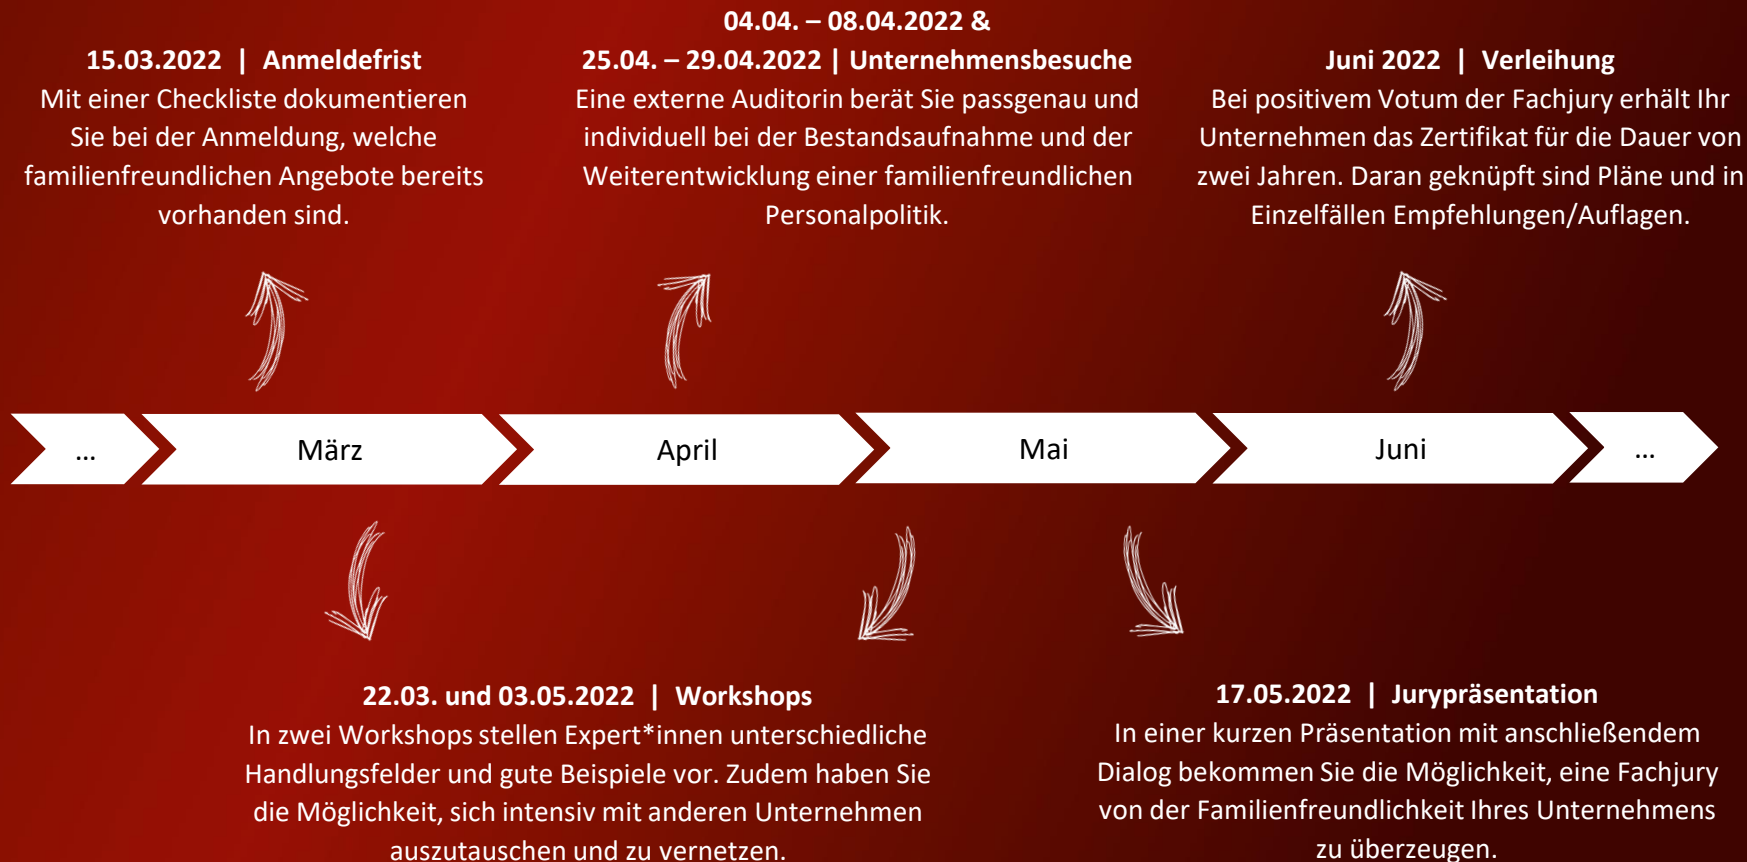 15.03.2022 | Anmeldefrist
Mit einer Checkliste dokumentieren
Sie bei der Anmeldung, welche
familienfreundlichen Angebote bereits
vorhanden sind.
04.04. – 08.04.2022 &
25.04. – 29.04.2022 | Unternehmensbesuche
Eine externe Auditorin berät Sie passgenau und
individuell bei der Bestandsaufnahme und der
Weiterentwicklung einer familienfreundlichen
Personalpolitik.
Juni 2022 | Verleihung
Bei positivem Votum der Fachjury erhält Ihr
Unternehmen das Zertifikat für die Dauer von
zwei Jahren. Daran geknüpft sind Pläne und in
Einzelfällen Empfehlungen/Auflagen.
...
März
April
Mai
Juni
...
22.03. und 03.05.2022 | Workshops
In zwei Workshops stellen Expert*innen unterschiedliche
Handlungsfelder und gute Beispiele vor. Zudem haben Sie
die Möglichkeit, sich intensiv mit anderen Unternehmen
auszutauschen und zu vernetzen.
17.05.2022 | Jurypräsentation
In einer kurzen Präsentation mit anschließendem
Dialog bekommen Sie die Möglichkeit, eine Fachjury
von der Familienfreundlichkeit Ihres Unternehmens
zu überzeugen.